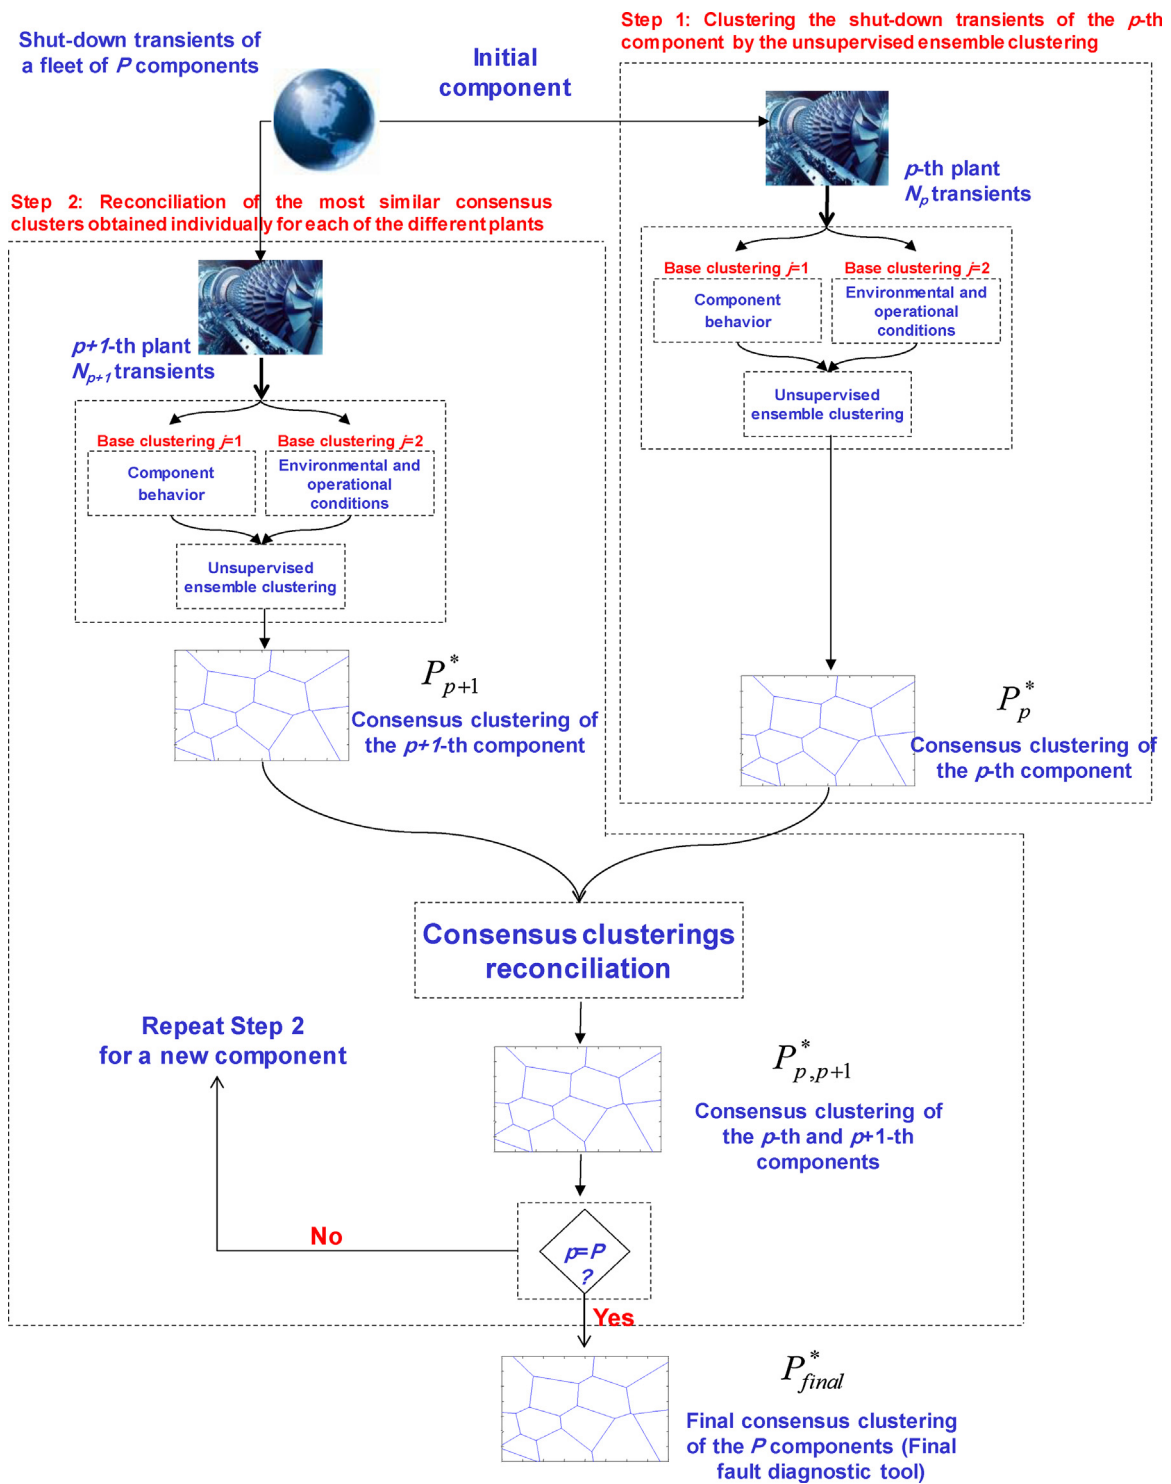 Step 1: Clustering the shut-down transients of the p-th
component by the unsupervised ensemble clustering
Shut-down transients of
a fleet of P components
Initial
component
p-th plant
Np transients
Base clustering j=1
Base clustering j=2
Component
behavior
Environmental and
operational
conditions
Unsupervised
ensemble clustering
P*p
Consensus clustering of
the p-th component
Step 2: Reconciliation of the most similar consensus
clusters obtained individually for each of the different plants
p+1-th plant
Np+1 transients
Base clustering j=1
Base clustering j=2
Component
behavior
Environmental and
operational
conditions
Unsupervised
ensemble clustering
P*p+1
Consensus clustering of
the p+1-th component
Consensus clusterings
reconciliation
Repeat Step 2
for a new component
P*p,p+1
Consensus clustering of
the p-th and p+1-th
components
No
p=P
?
Yes
P*final
Final consensus clustering
of the P components (Final
fault diagnostic tool)